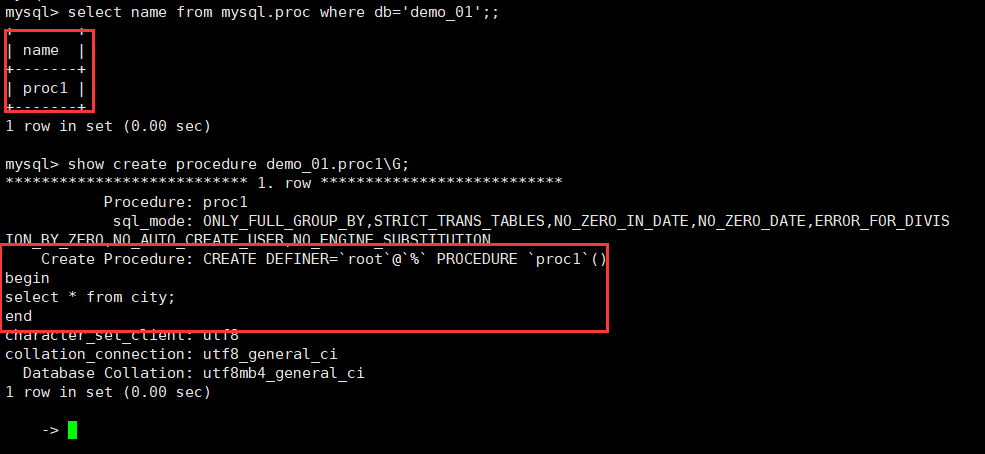 mysql> select name from mysql.proc where db='demo_01';;
+-------+
| name  |
+-------+
| proc1 |
+-------+
1 row in set (0.00 sec)
mysql> show create procedure demo_01.proc1\G;
*************************** 1. row ***************************
           Procedure: proc1
            sql_mode: ONLY_FULL_GROUP_BY,STRICT_TRANS_TABLES,NO_ZERO_IN_DATE,NO_ZERO_DATE,ERROR_FOR_DIVIS
ION_BY_ZERO,NO_AUTO_CREATE_USER,NO_ENGINE_SUBSTITUTION
    Create Procedure: CREATE DEFINER=`root`@`%` PROCEDURE `proc1`()
begin
select * from city;
end
character_set_client: utf8
collation_connection: utf8_general_ci
  Database Collation: utf8mb4_general_ci
1 row in set (0.00 sec)
    ->